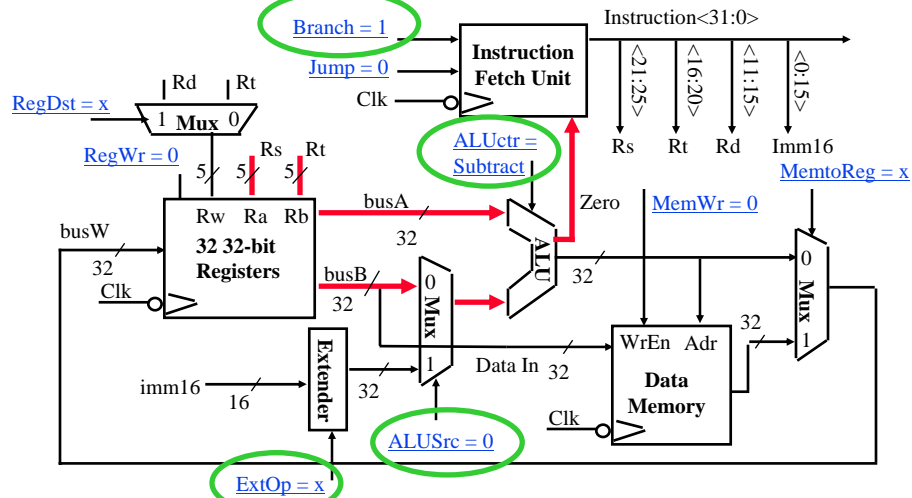 Branch = 1
Instruction<31:0>
Jump = 0
Instruction
Fetch Unit
Clk
<21:25>
<16:20>
<11:15>
<0:15>
Rd
Rt
RegDst = x
1 Mux 0
ALUctr =
Subtract
Rs
Rt
Rd
Imm16
RegWr = 0
5
5
Rs
5
Rt
MemtoReg = x
Zero
MemWr = 0
busW
32
Rw Ra Rb
32 32-bit
Registers
Clk
busA
32
busB
32
0
Mux
1
ALU
32
0
Mux
1
imm16
16
Extender
32
Data In
32
WrEn Adr
Data
Memory
32
Clk
ALUSrc = 0
ExtOp = x